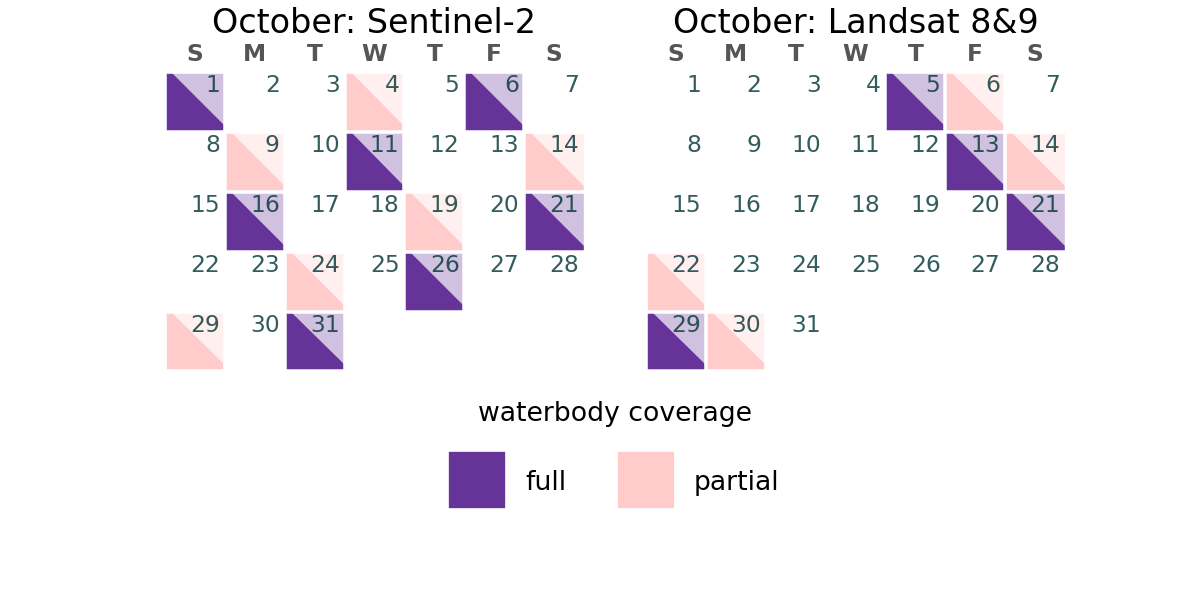 October: Sentinel-2
S M T W T F S
1 2 3 4 5 6 7
8 9 10 11 12 13 14
15 16 17 18 19 20 21
22 23 24 25 26 27 28
29 30 31
October: Landsat 8&9
S M T W T F S
1 2 3 4 5 6 7
8 9 10 11 12 13 14
15 16 17 18 19 20 21
22 23 24 25 26 27 28
29 30 31
waterbody coverage
full partial